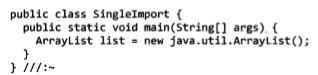 public class SingleImport {
  public static void main(String[] args) {
    ArrayList list = new java.util.ArrayList();
  }
} ///:~